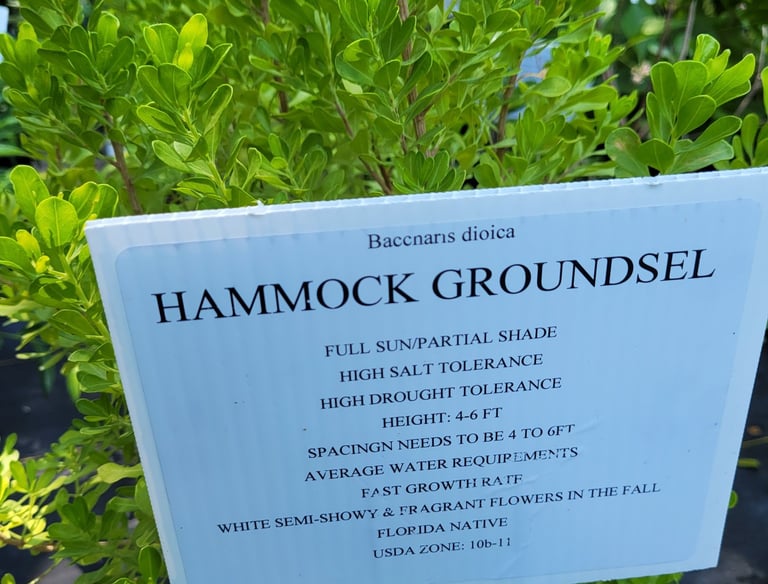 Baccharis dioica
HAMMOCK GROUNDSEL
FULL SUN/PARTIAL SHADE
HIGH SALT TOLERANCE
HIGH DROUGHT TOLERANCE
HEIGHT: 4-6 FT
SPACINGN NEEDS TO BE 4 TO 6FT
AVERAGE WATER REQUIREMENTS
FAST GROWTH RATE
WHITE SEMI-SHOWY & FRAGRANT FLOWERS IN THE FALL
FLORIDA NATIVE
USDA ZONE: 10b-11